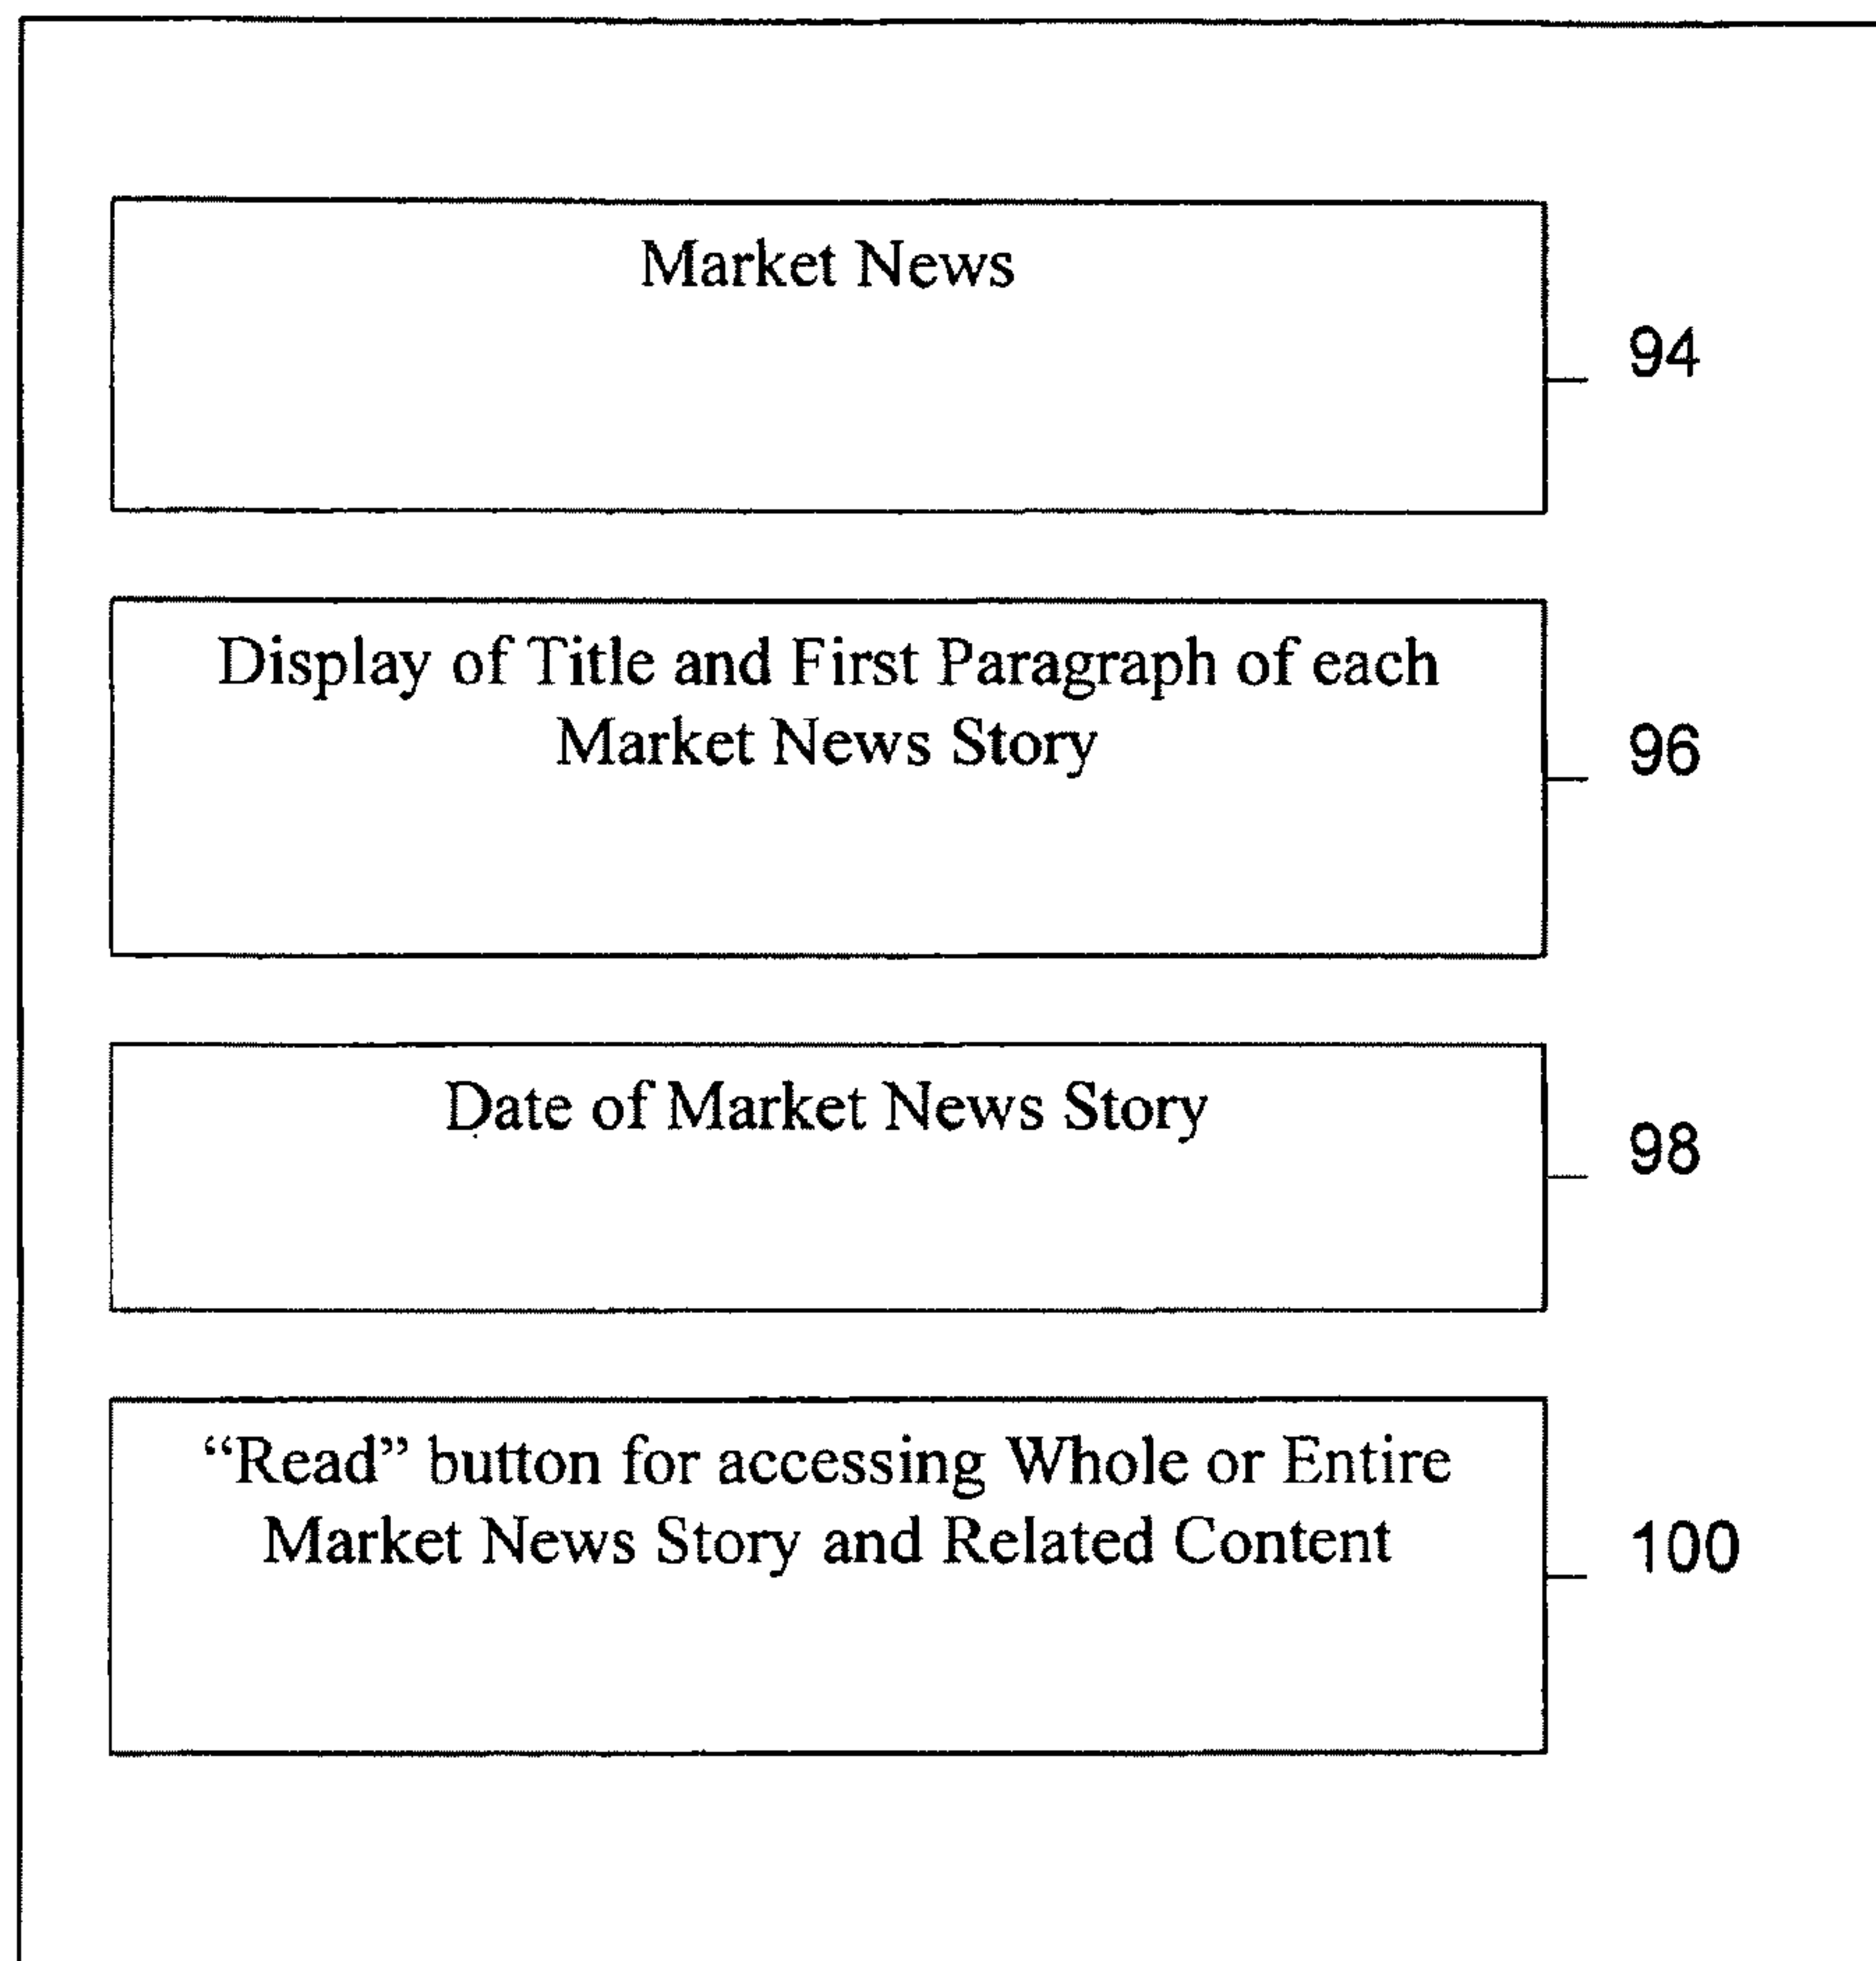 Market News
94
Display of Title and First Paragraph of each
Market News Story
96
Date of Market News Story
98
“Read” button for accessing Whole or Entire
Market News Story and Related Content
100